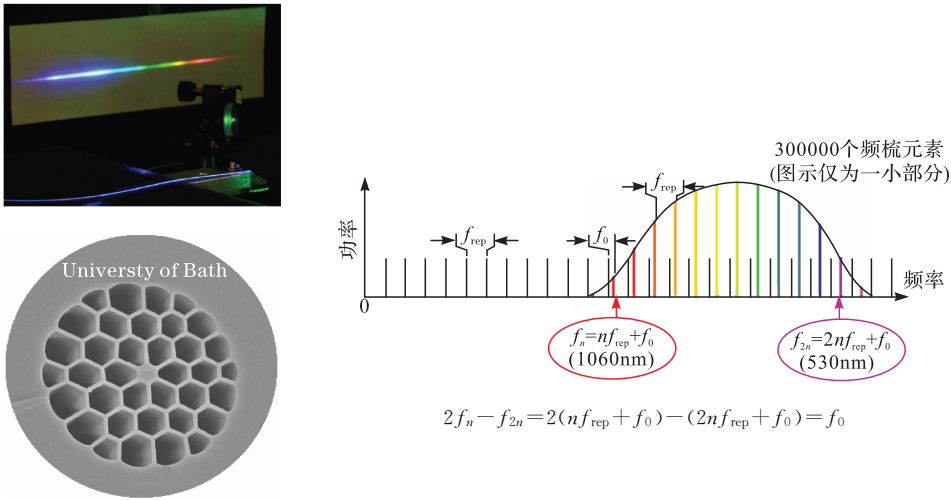 Universty of Bath
300000个频梳元素
(图示仅为一小部分)
f_rep
f_0
f_rep
功率
频率
0
f_n=nf_rep+f_0
(1060nm)
f_2n=2nf_rep+f_0
(530nm)
2f_n−f_2n=2(nf_rep+f_0)−(2nf_rep+f_0)=f_0